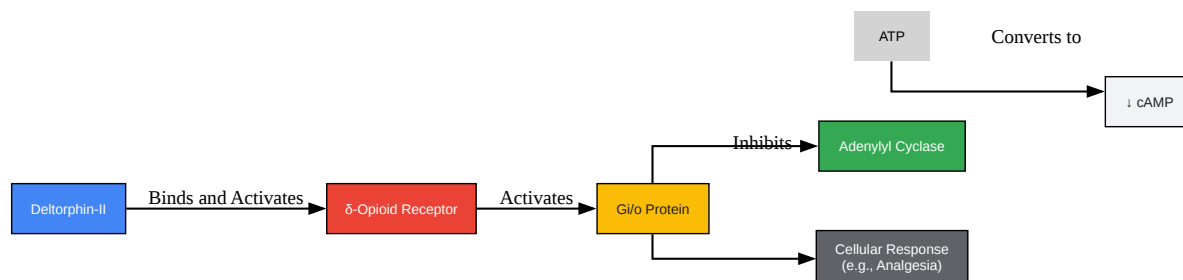 ATP
Converts to
↓ cAMP
Inhibits
Adenylyl Cyclase
Deltorphin-II
Binds and Activates
δ-Opioid Receptor
Activates
Gi/o Protein
Cellular Response
(e.g., Analgesia)